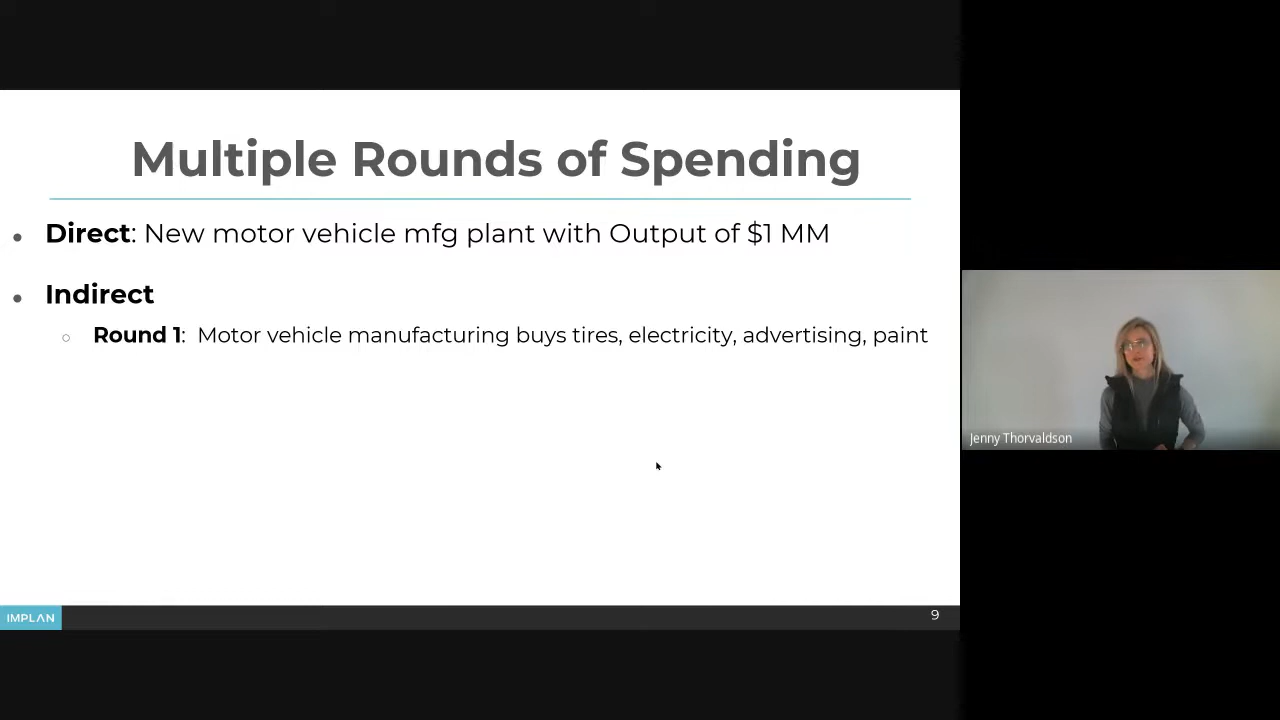 Multiple Rounds of Spending
• Direct: New motor vehicle mfg plant with Output of $1 MM
• Indirect
○ Round 1: Motor vehicle manufacturing buys tires, electricity, advertising, paint
Jenny Thorvaldson
IMPLAN
9